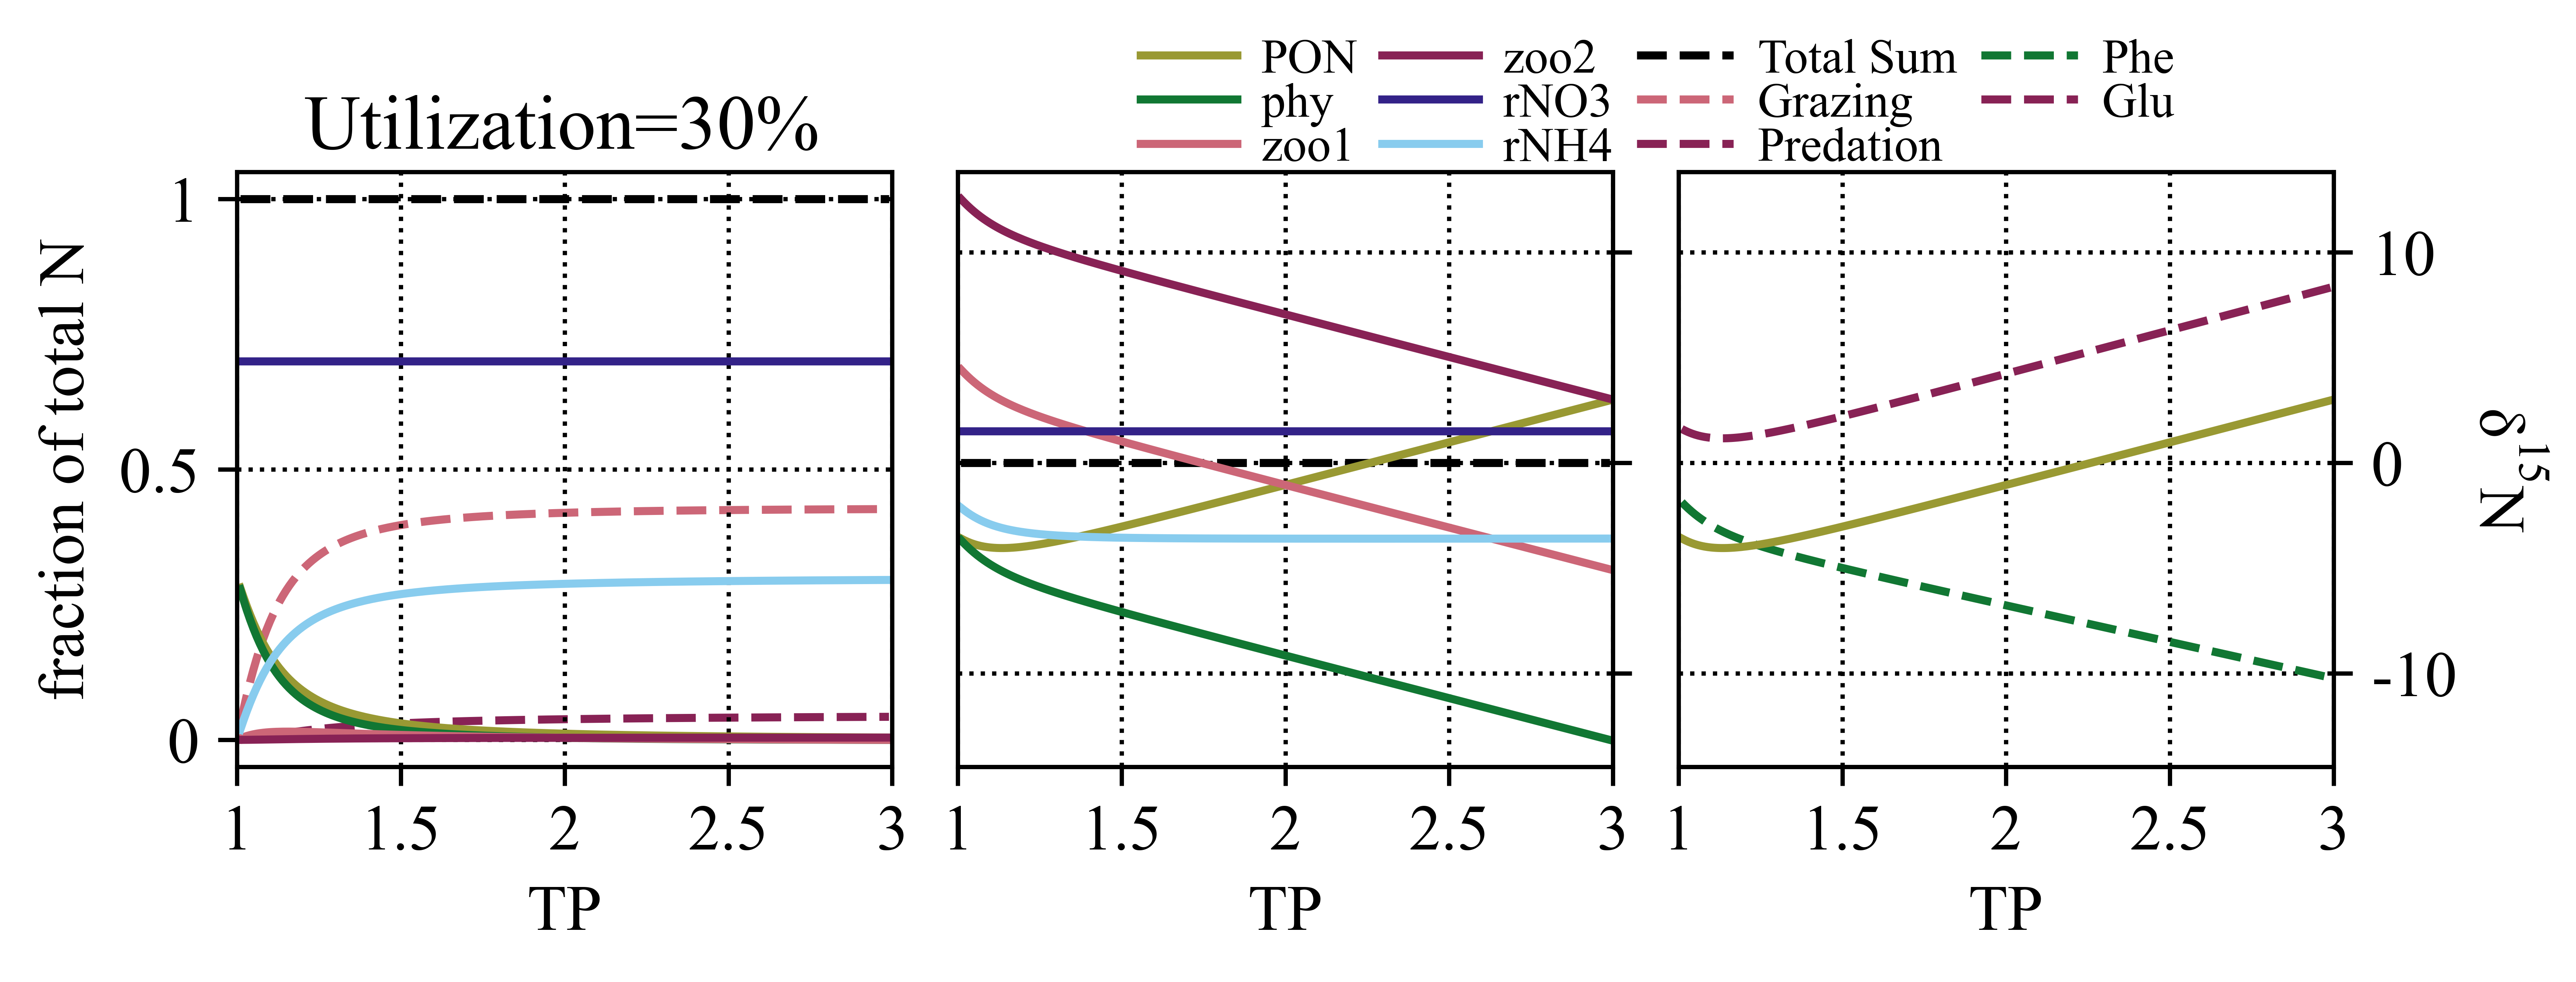 PON
phy
zoo1
zoo2
rNO3
rNH4
Total Sum
Grazing
Predation
Phe
Glu
Utilization=30%
fraction of total N
1
0.5
0
1 1.5 2 2.5 3
TP
1 1.5 2 2.5 3
TP
1 1.5 2 2.5 3
TP
10
0
-10
δ¹⁵N